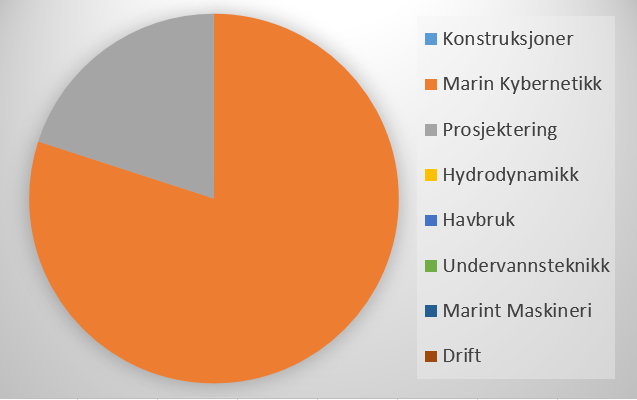 Konstruksjoner
Marin Kybernetikk
Prosjektering
Hydrodynamikk
Havbruk
Undervannsteknikk
Marint Maskineri
Drift